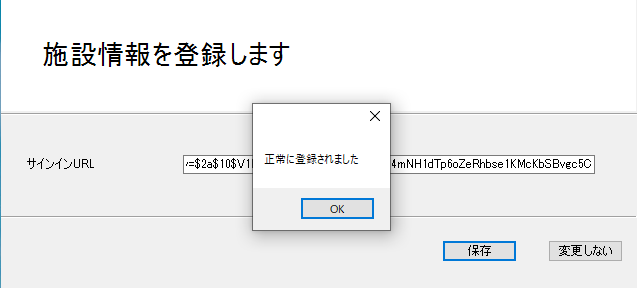 施設情報を登録します
正常に登録されました
サインインURL
=$2a$10$V1
4mNH1dTp6oZeRhbse1KMcKbSBvgc5C
OK
保存
変更しない